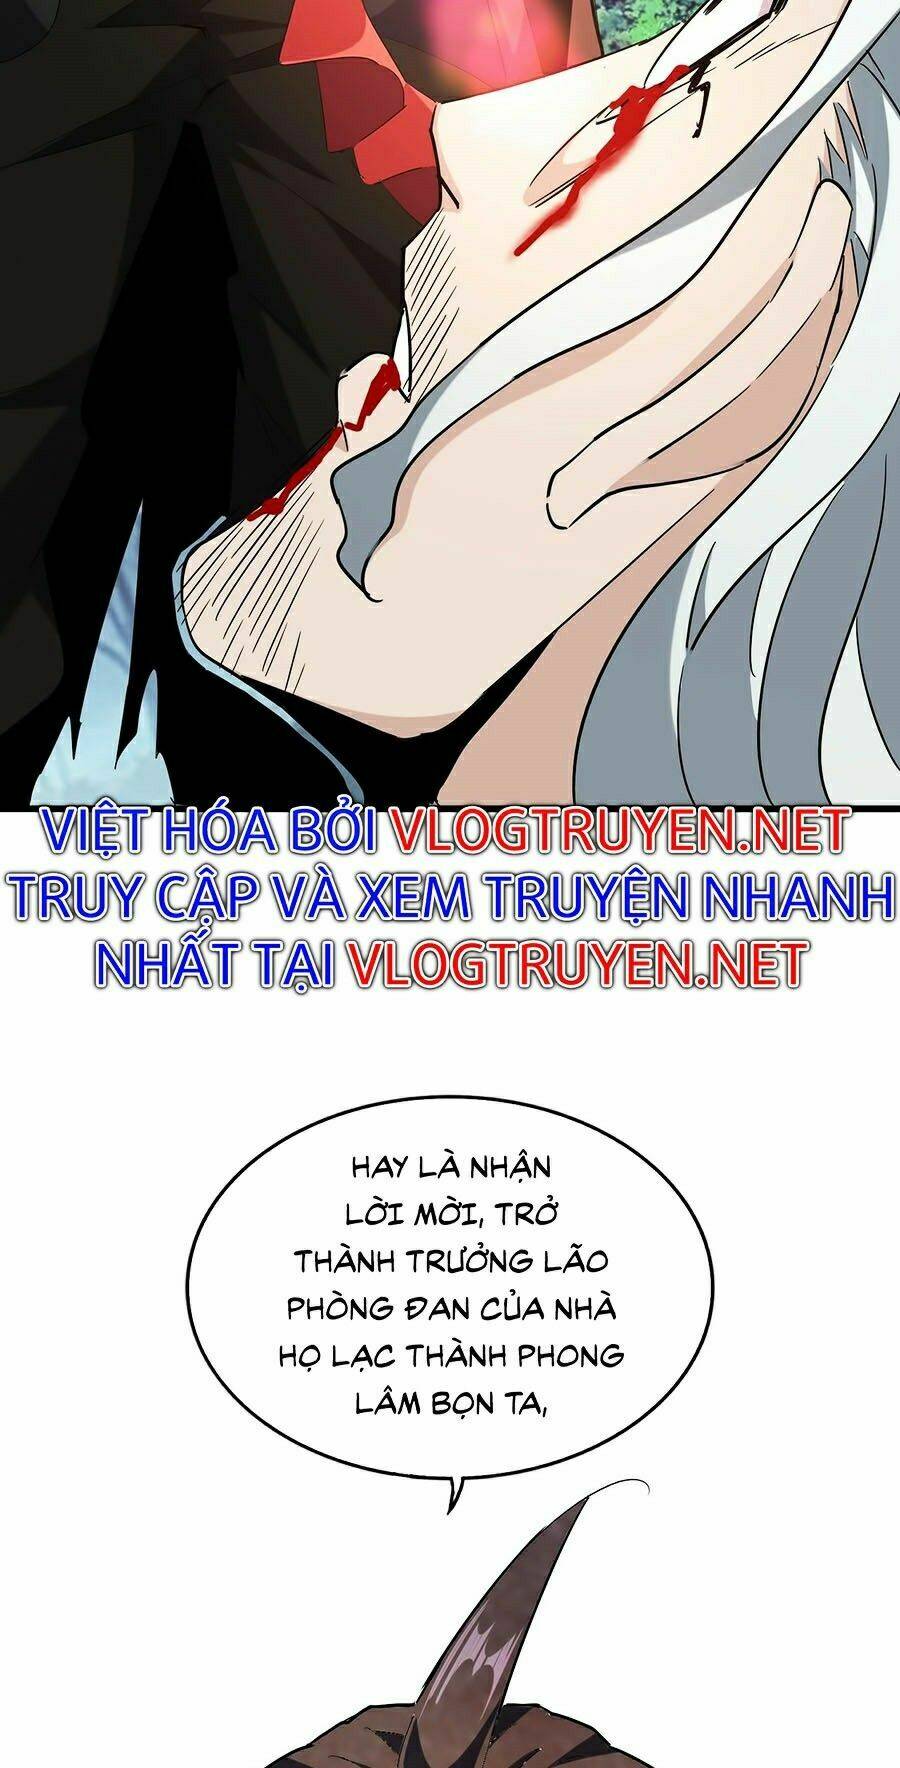 VIỆT HÓA BỞI VLOGTRUYEN.NET
TRUY CẬP VÀ XEM TRUYỆN NHANH
NHẤT TẠI VLOGTRUYEN.NET
HAY LÀ NHẬN
LỜI MỜI, TRỞ
THÀNH TRƯỞNG LÃO
PHÒNG ĐAN CỦA NHÀ
HỌ LẠC THÀNH PHONG
LÂM BỌN TA,